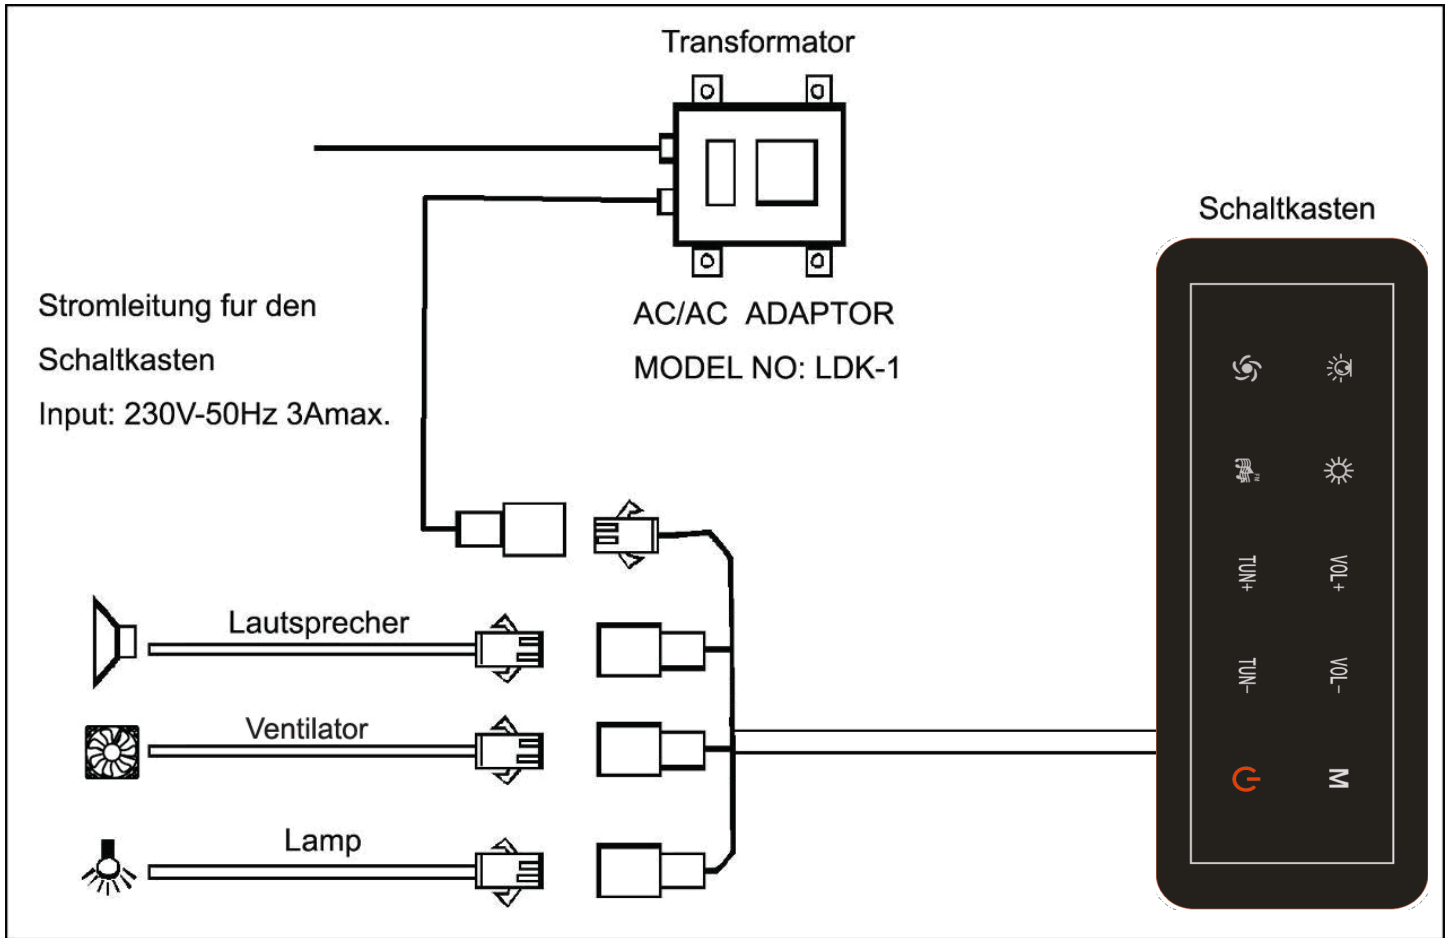 Transformator
Schaltkasten
Stromleitung fur den
Schaltkasten
Input: 230V-50Hz 3Amax.
AC/AC ADAPTOR
MODEL NO: LDK-1
FM
TUN+
VOL+
TUN-
VOL-
M
Lautsprecher
Ventilator
Lamp